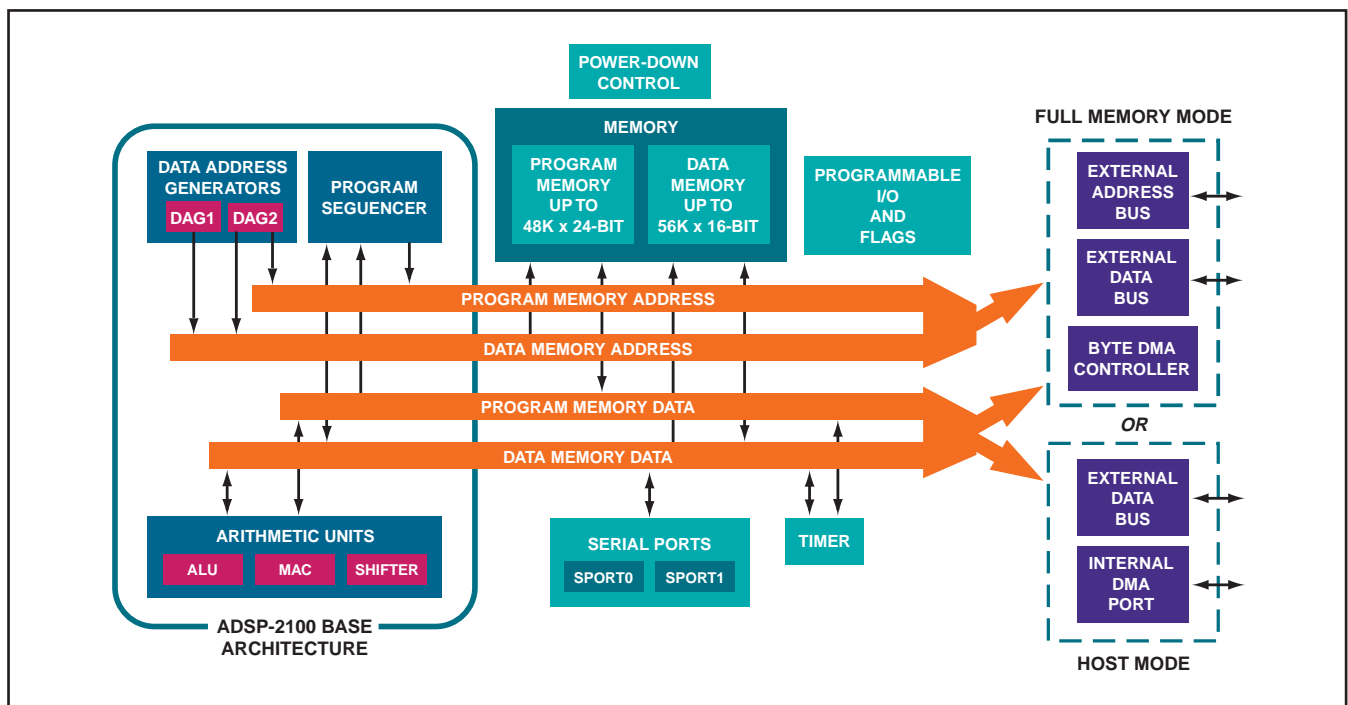 POWER-DOWN
CONTROL
FULL MEMORY MODE
MEMORY
DATA ADDRESS
GENERATORS
DAG1
DAG2
PROGRAM
SEGUENCER
PROGRAM
MEMORY
UP TO
48K x 24-BIT
DATA
MEMORY
UP TO
56K x 16-BIT
PROGRAMMABLE
I/O
AND
FLAGS
EXTERNAL
ADDRESS
BUS
EXTERNAL
DATA
BUS
BYTE DMA
CONTROLLER
PROGRAM MEMORY ADDRESS
DATA MEMORY ADDRESS
PROGRAM MEMORY DATA
DATA MEMORY DATA
OR
ARITHMETIC UNITS
ALU
MAC
SHIFTER
SERIAL PORTS
SPORT0
SPORT1
TIMER
EXTERNAL
DATA
BUS
INTERNAL
DMA
PORT
ADSP-2100 BASE
ARCHITECTURE
HOST MODE